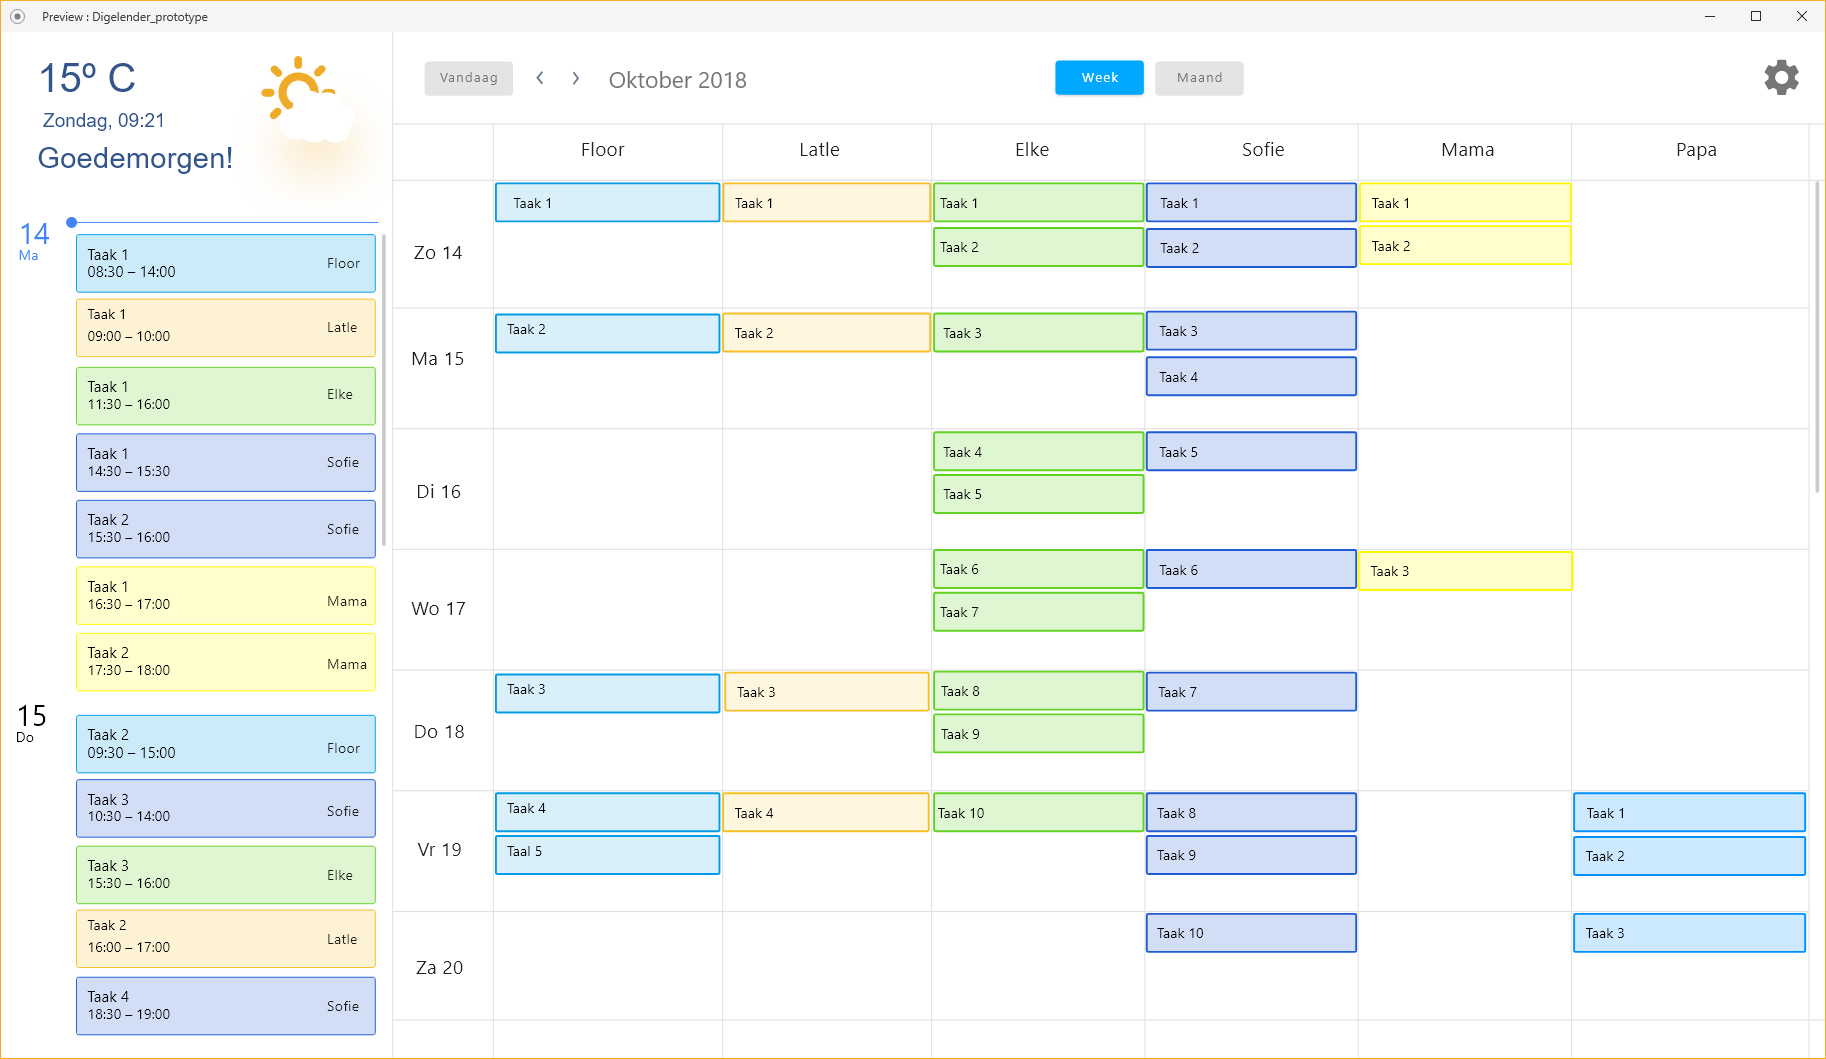 Preview : Digelender_prototype
15º C
Zondag, 09:21
Goedemorgen!
14
Ma
Taak 1
08:30 – 14:00
Floor
Taak 1
09:00 – 10:00
Latle
Taak 1
11:30 – 16:00
Elke
Taak 1
14:30 – 15:30
Sofie
Taak 2
15:30 – 16:00
Sofie
Taak 1
16:30 – 17:00
Mama
Taak 2
17:30 – 18:00
Mama
15
Do
Taak 2
09:30 – 15:00
Floor
Taak 3
10:30 – 14:00
Sofie
Taak 3
15:30 – 16:00
Elke
Taak 2
16:00 – 17:00
Latle
Taak 4
18:30 – 19:00
Sofie
Vandaag
Oktober 2018
Week
Maand
Floor Latle Elke Sofie Mama Papa
Zo 14
Taak 1 Taak 1 Taak 1 Taak 1 Taak 1
Taak 2 Taak 2 Taak 2
Ma 15
Taak 2 Taak 2 Taak 3 Taak 3
Taak 4
Di 16
Taak 4 Taak 5
Taak 5
Wo 17
Taak 6 Taak 6 Taak 3
Taak 7
Do 18
Taak 3 Taak 3 Taak 8 Taak 7
Taak 9
Vr 19
Taak 4 Taak 4 Taak 10 Taak 8 Taak 1
Taal 5 Taak 9 Taak 2
Za 20
Taak 10 Taak 3